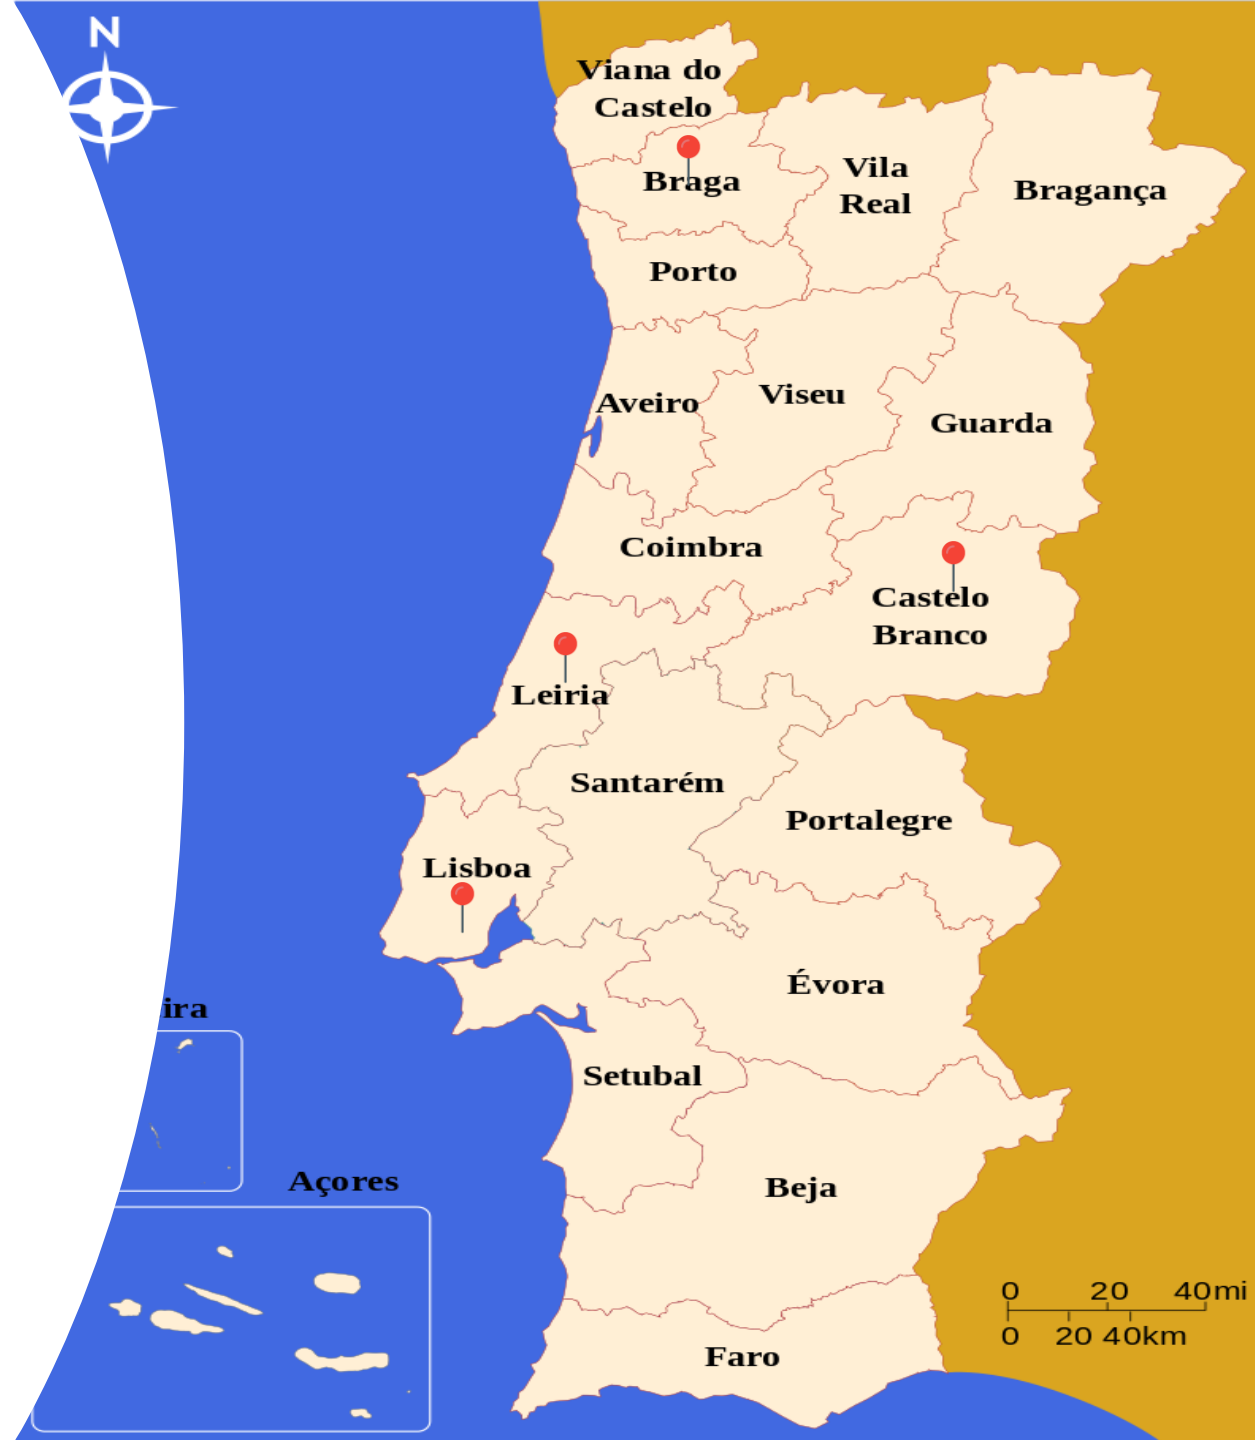 N
Viana do
Castelo
Braga
Vila
Real
Bragança
Porto
Aveiro
Viseu
Guarda
Coimbra
Castelo
Branco
Leiria
Santarém
Portalegre
Lisboa
Évora
ira
Setubal
Açores
Beja
0 20 40mi
0 20 40km
Faro